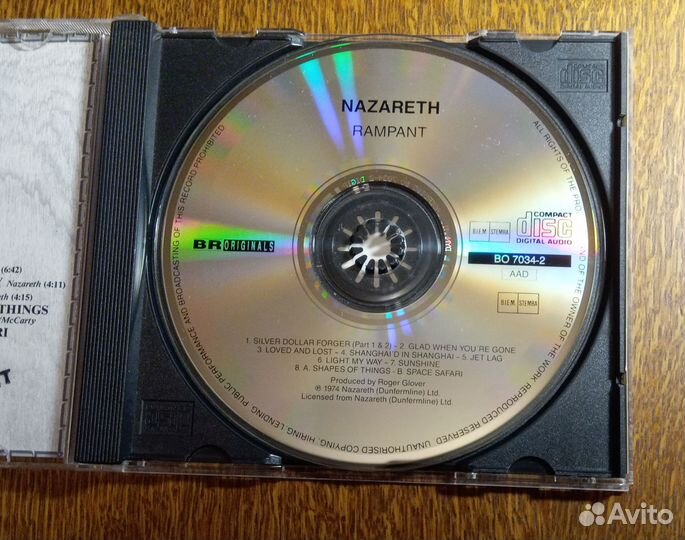 (6:42)
Nazareth (4:11)
(4:15)
THINGS
McCarty
NAZARETH
RAMPANT
BR ORIGINALS
B.I.E.M. STEMRA
COMPACT
disc
DIGITAL AUDIO
BO 7034-2
AAD
B.I.E.M. STEMRA
1. SILVER DOLLAR FORGER (Part 1 & 2) - 2. GLAD WHEN YOU'RE GONE
3. LOVED AND LOST - 4. SHANGHAI'D IN SHANGHAI - 5. JET LAG
6. LIGHT MY WAY - 7. SUNSHINE
8. A. SHAPES OF THINGS - B. SPACE SAFARI
Produced by Roger Glover
℗ 1974 Nazareth (Dunfermline) Ltd.
Licensed from Nazareth (Dunfermline) Ltd.
ALL RIGHTS OF THE PRO AND OF THE OWNER OF THE WORK REPRODUCED RESERVED. UNAUTHORISED COPYING, HIRING, LENDING, PUBLIC PERFORMANCE AND BROADCASTING OF THIS RECORD PROHIBITED
COMPACT
disc
DIGITAL AUDIO
Avito